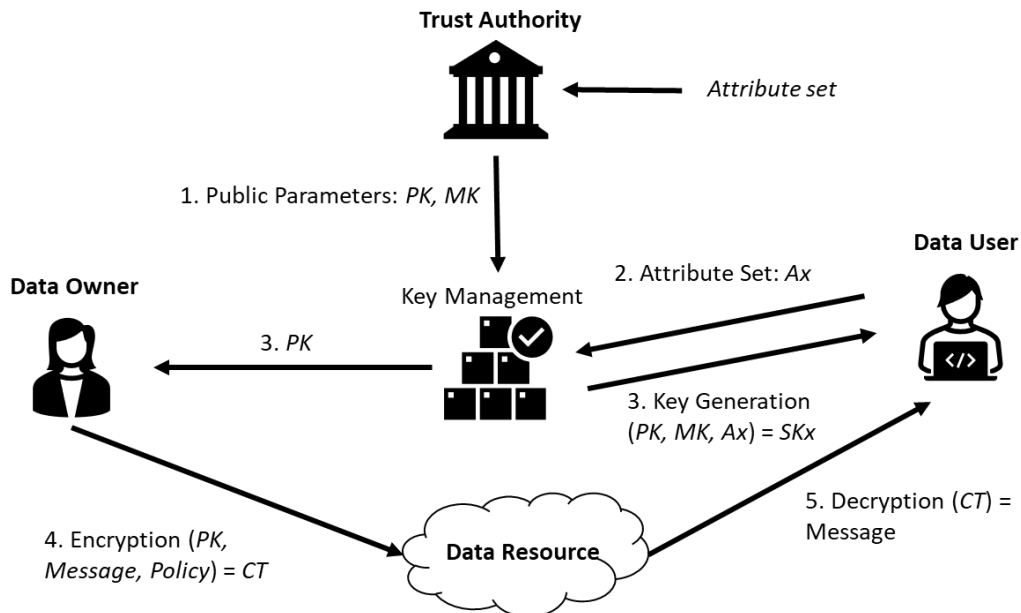 Trust Authority
Attribute set
1. Public Parameters: PK, MK
Data User
2. Attribute Set: Ax
Data Owner
Key Management
3. PK
3. Key Generation
(PK, MK, Ax) = SKx
5. Decryption (CT) =
Message
4. Encryption (PK,
Message, Policy) = CT
Data Resource